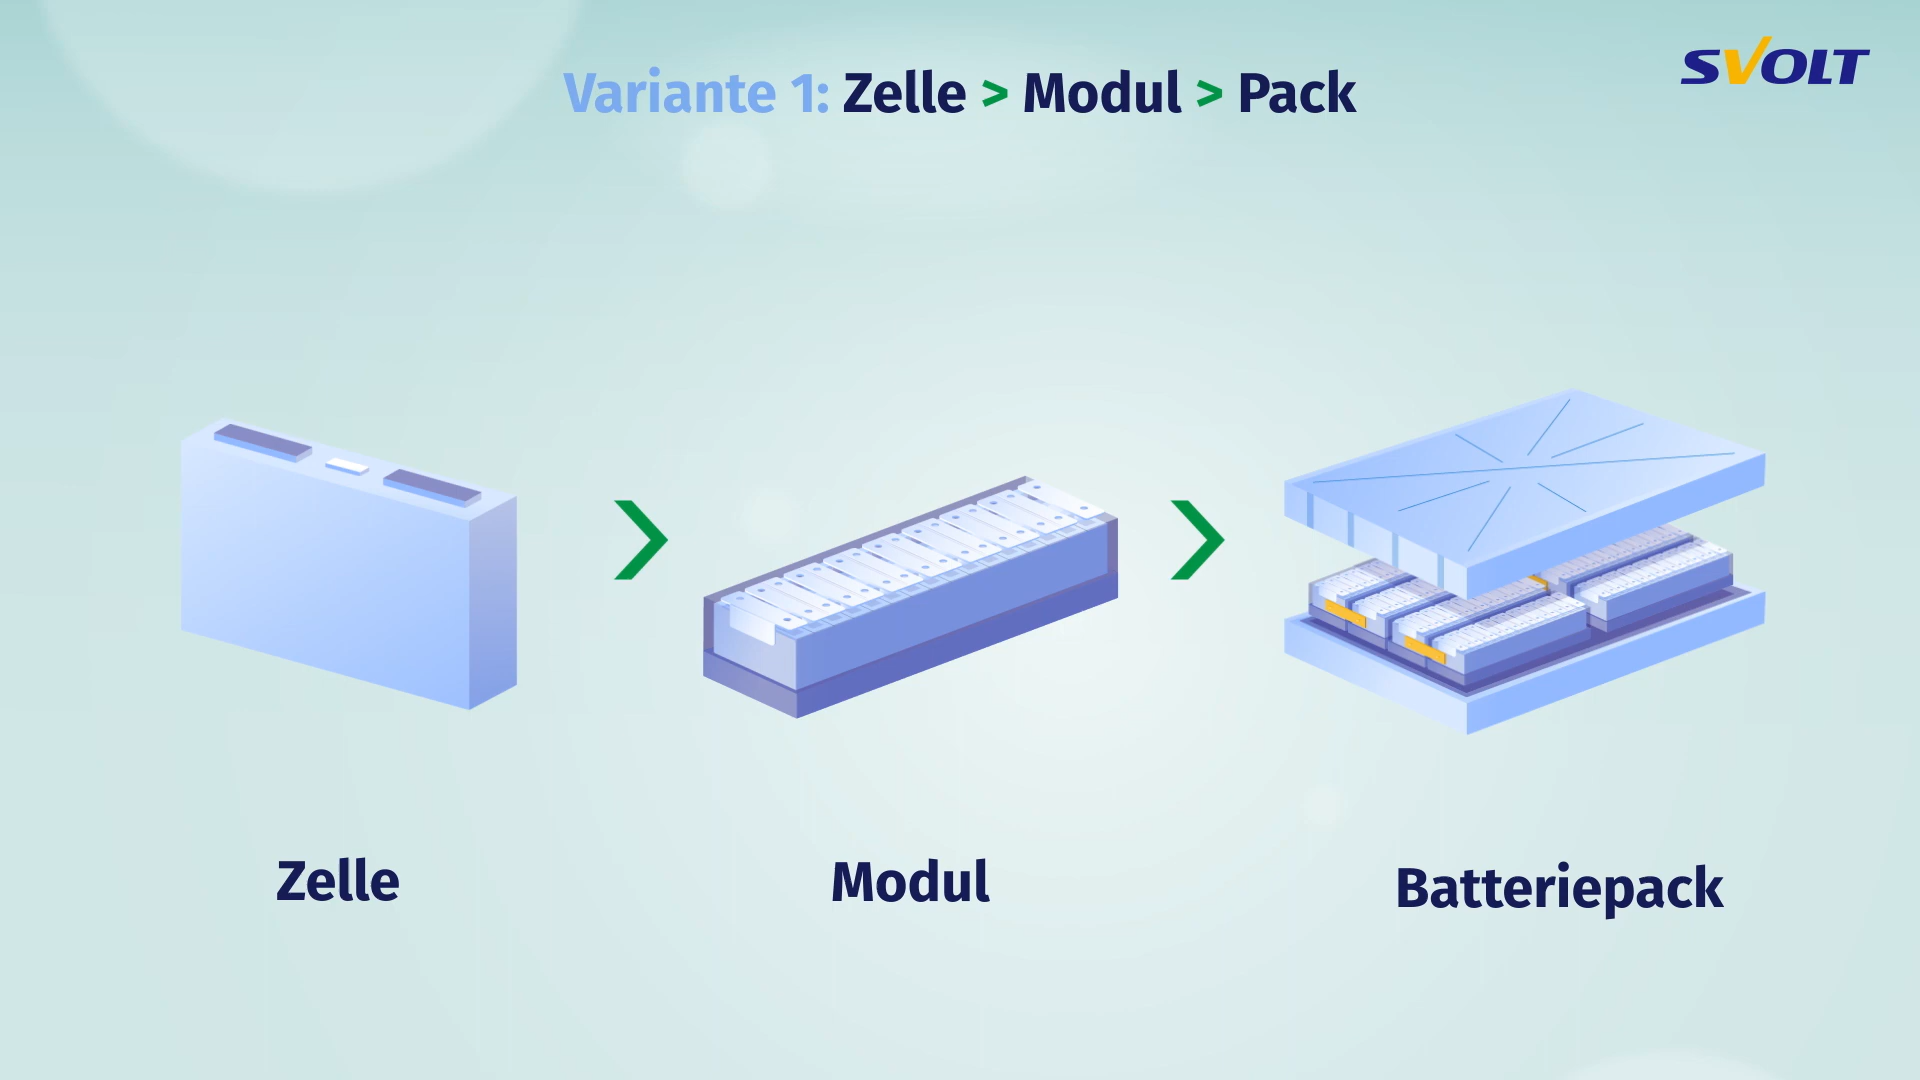 Variante 1: Zelle > Modul > Pack
SVOLT
Zelle
Modul
Batteriepack